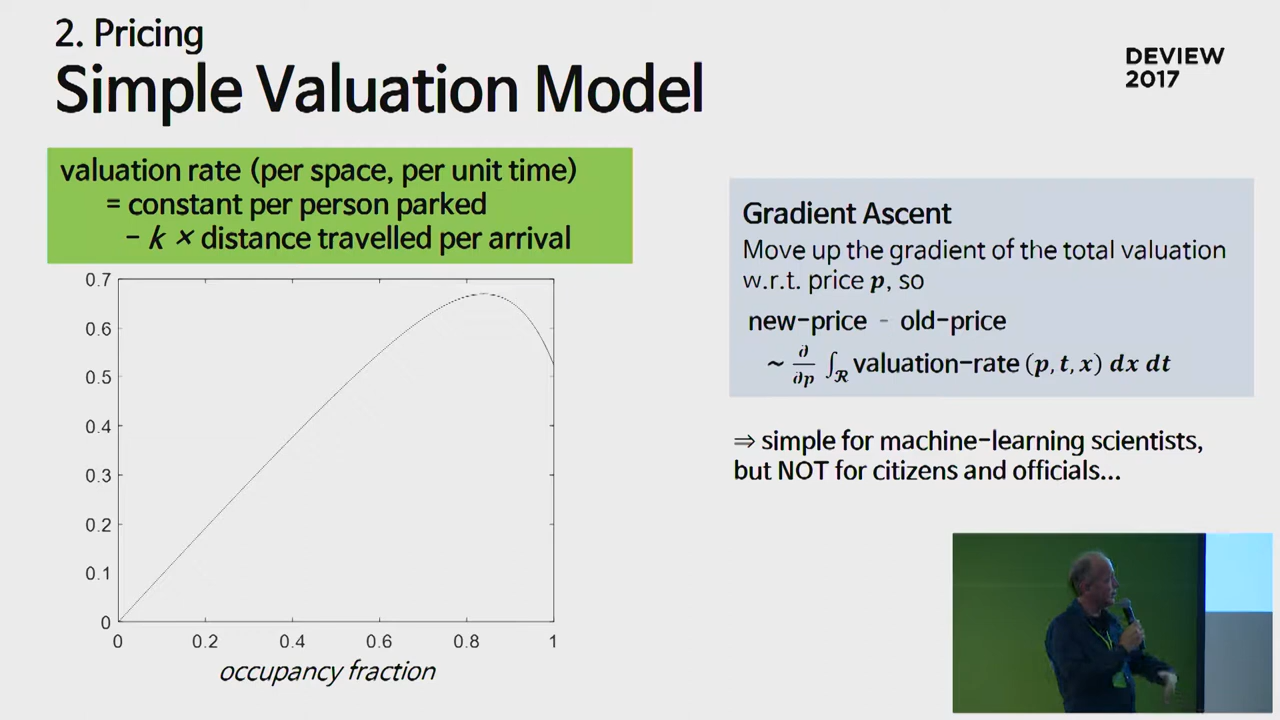 2. Pricing
Simple Valuation Model
DEVIEW
2017
valuation rate (per space, per unit time)
= constant per person parked
− k × distance travelled per arrival
0.7
0.6
0.5
0.4
0.3
0.2
0.1
0
0 0.2 0.4 0.6 0.8 1
occupancy fraction
Gradient Ascent
Move up the gradient of the total valuation
w.r.t. price p, so
new-price - old-price
~ ∂/∂p ∫ℛ valuation-rate (p, t, x) dx dt
⇒ simple for machine-learning scientists,
but NOT for citizens and officials...